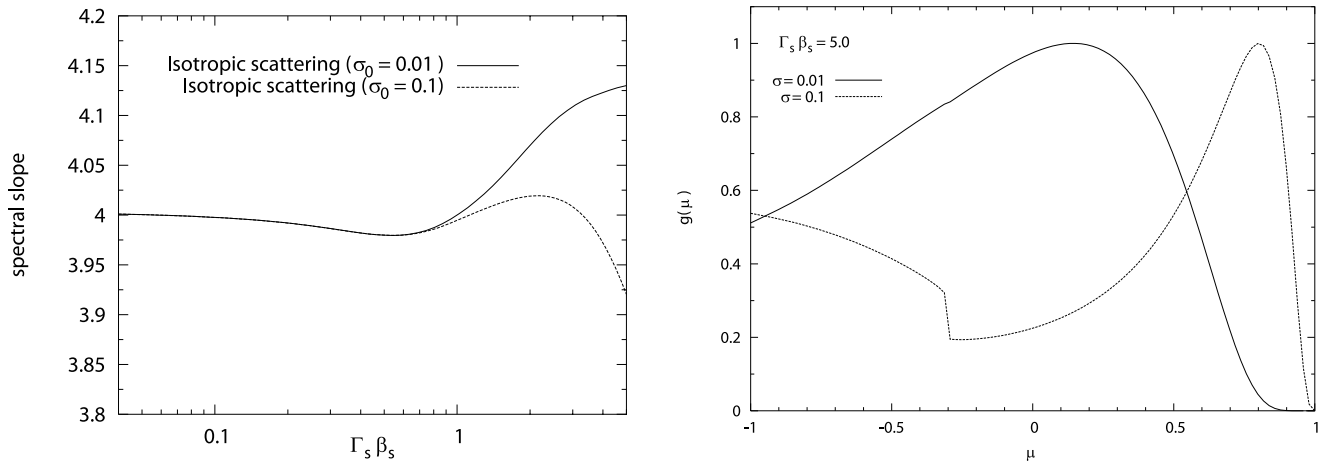 4.2
4.15
4.1
4.05
4
3.95
3.9
3.85
3.8
spectral slope
Isotropic scattering (σ₀ = 0.01 )
Isotropic scattering (σ₀ = 0.1)
0.1
1
Γₛ βₛ
1
0.8
0.6
0.4
0.2
0
g(μ)
Γₛ βₛ = 5.0
σ= 0.01
σ= 0.1
-1
-0.5
0
0.5
1
μ